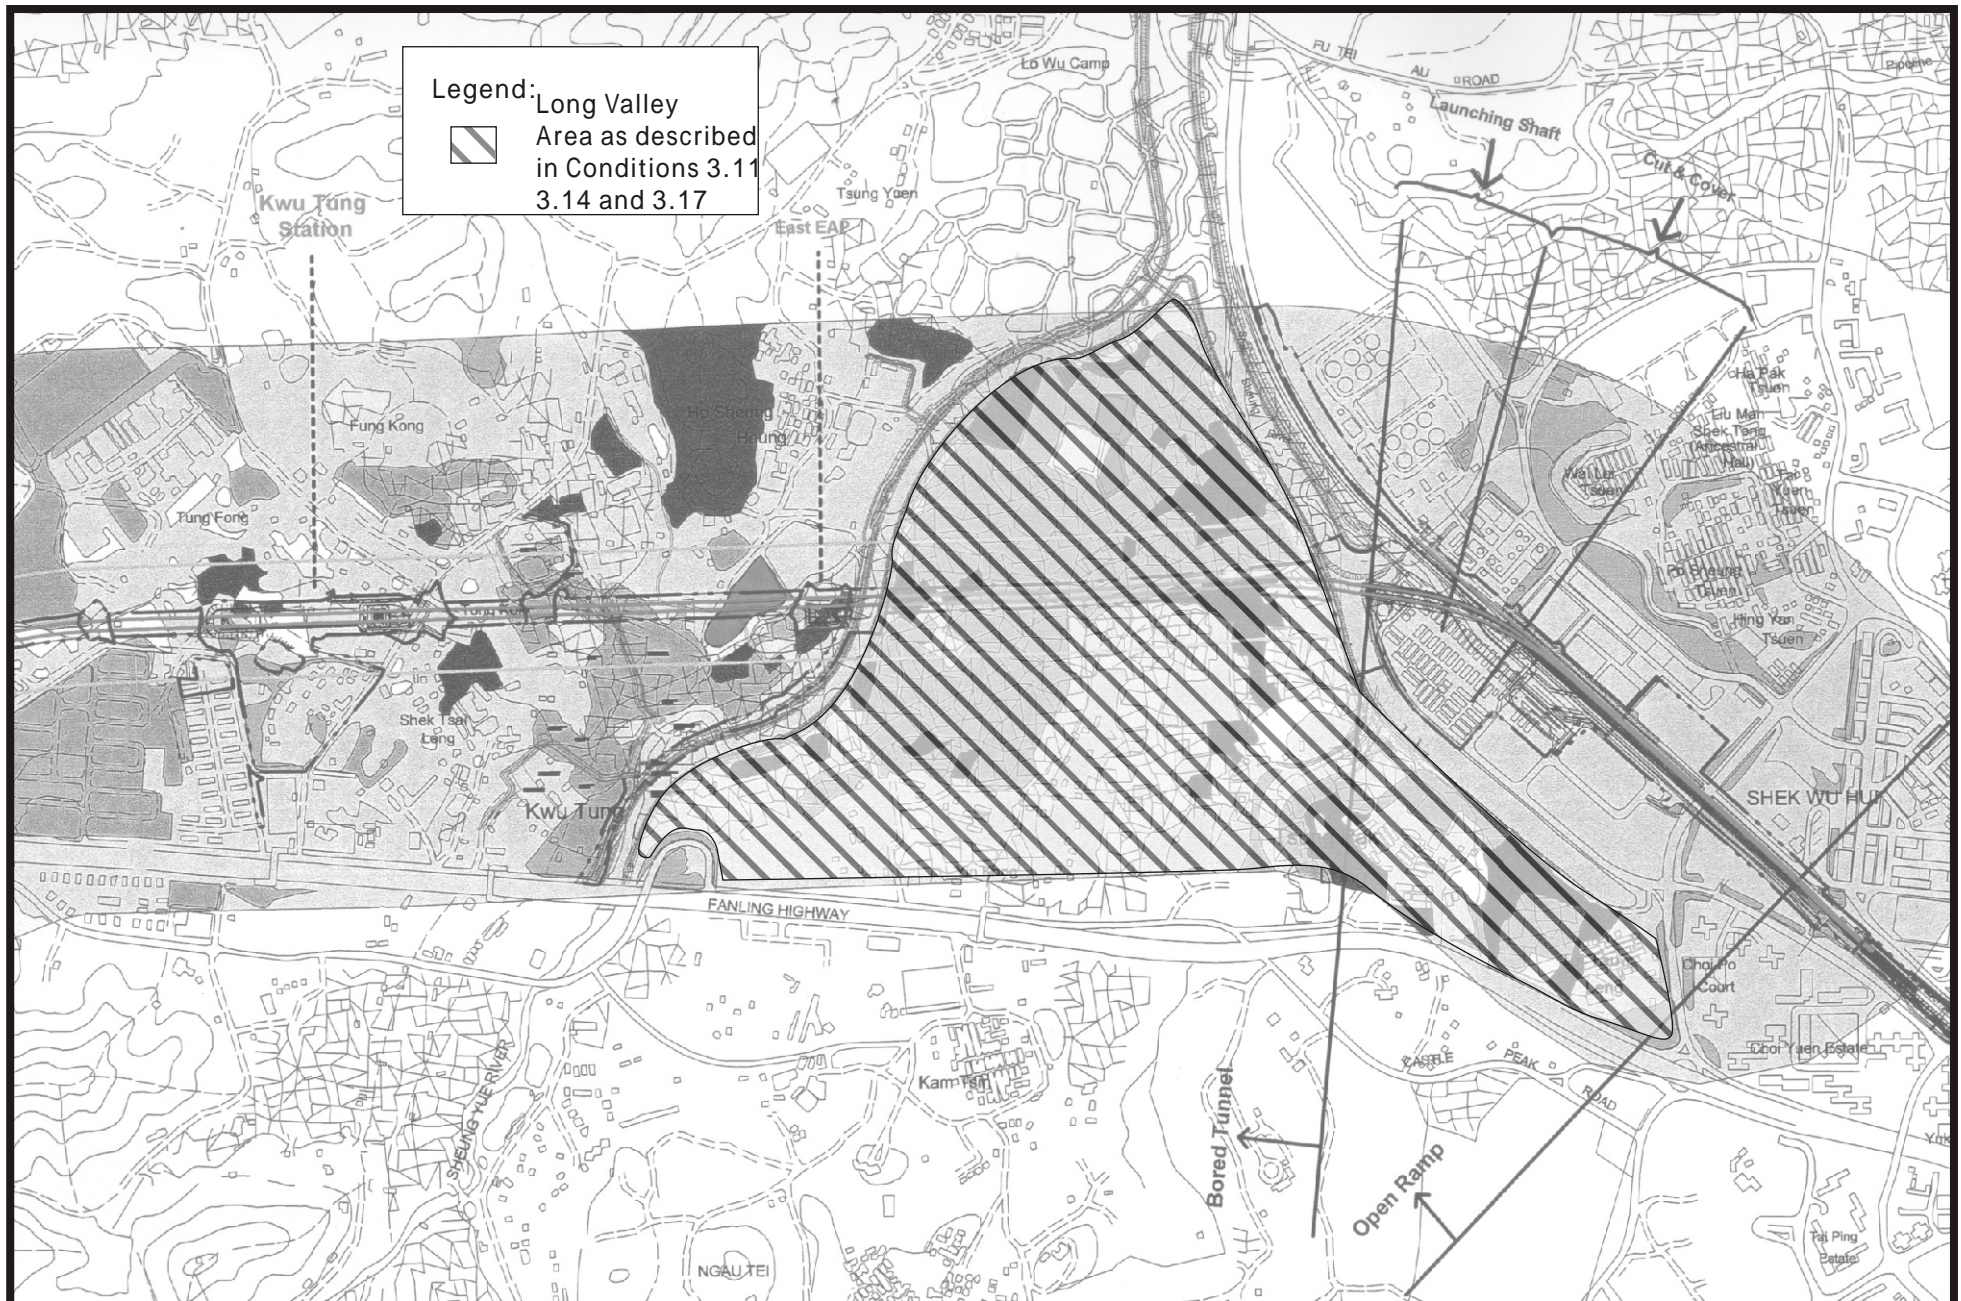 Legend:
Long Valley
Area as described
in Conditions 3.11
3.14 and 3.17
Lo Wu Camp
FU TEI
AU
ROAD
Pipeline
Launching Shaft
Cut & Cover
Kwu Tung
Station
Tsung Yuen
East EAP
Ha Pak
Tsuen
Liu Man
Shek Tong
(Ancestral
Hall)
Ho Sheung
Heung
Fung Kong
Wai Loi
Tsuen
Tai
Yuen
Tsuen
Tung Fong
Po Sheung
Tsuen
Hing Yan
Tsuen
Shek Tsai
Leng
Kwu Tung
SHEK WU HUI
FANLING HIGHWAY
Leng
Choi Po
Court
Choi Yuen Estate
CASTLE
PEAK
ROAD
Kam Tsin
SHEUNG YUE RIVER
Bored Tunnel
Open Ramp
NGAU TEI
Tai Ping
Estate